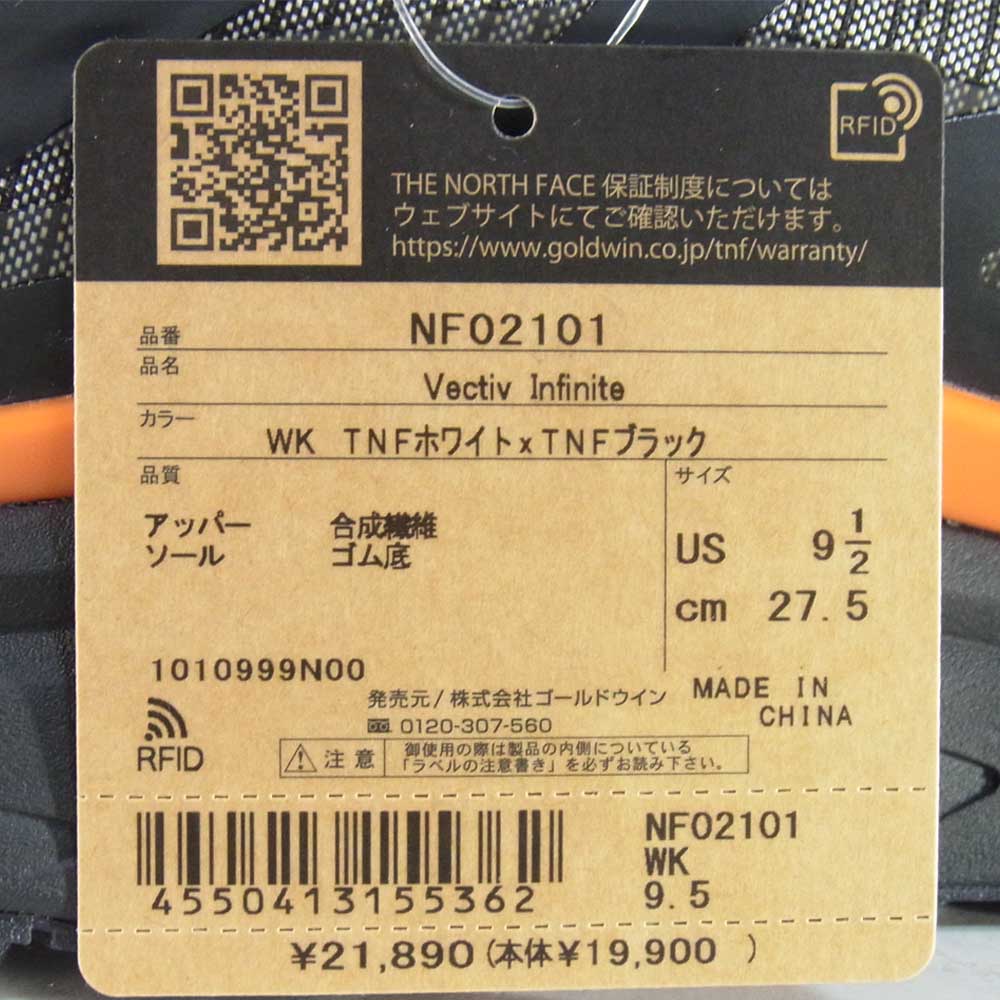 RFID
THE NORTH FACE 保証制度については
ウェブサイトにてご確認いただけます。
https://www.goldwin.co.jp/tnf/warranty/
品番 NF02101
品名 Vectiv Infinite
カラー WK TNFホワイト×TNFブラック
品質
アッパー 合成繊維
ソール ゴム底
サイズ
US 9 1/2
cm 27.5
1010999N00
RFID
発売元/株式会社ゴールドウイン
0120-307-560
MADE IN
CHINA
注意
御使用の際は製品の内側についている
「ラベルの注意書き」を必ずお読み下さい。
4550413155362
NF02101
WK
9.5
¥21,890(本体¥19,900 )